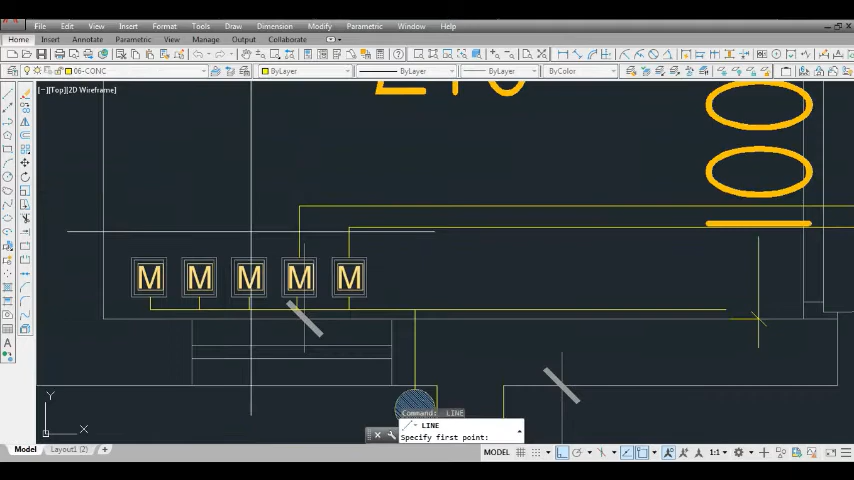 File Edit View Insert Format Tools Draw Dimension Modify Parametric Window Help
Home Insert Annotate Parametric View Manage Output Collaborate
06-CONC ByLayer ByLayer ByLayer ByColor
[−][Top][2D Wireframe]
M M M M M
Command: LINE
LINE
Specify first point:
Y
X
Model Layout1 (2) +
MODEL 1:1